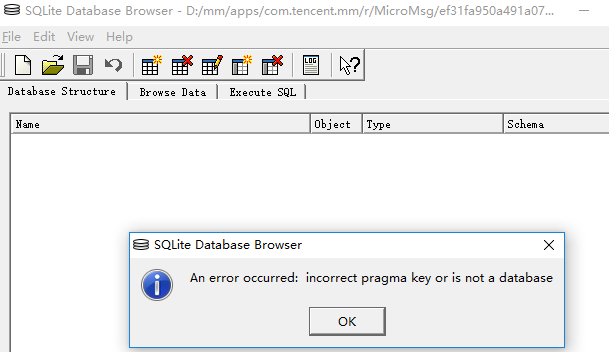 SQLite Database Browser - D:/mm/apps/com.tencent.mm/r/MicroMsg/ef31fa950a491a07...
File Edit View Help
LOG
Database Structure Browse Data Execute SQL
Name Object Type Schema
SQLite Database Browser
An error occurred:  incorrect pragma key or is not a database
OK